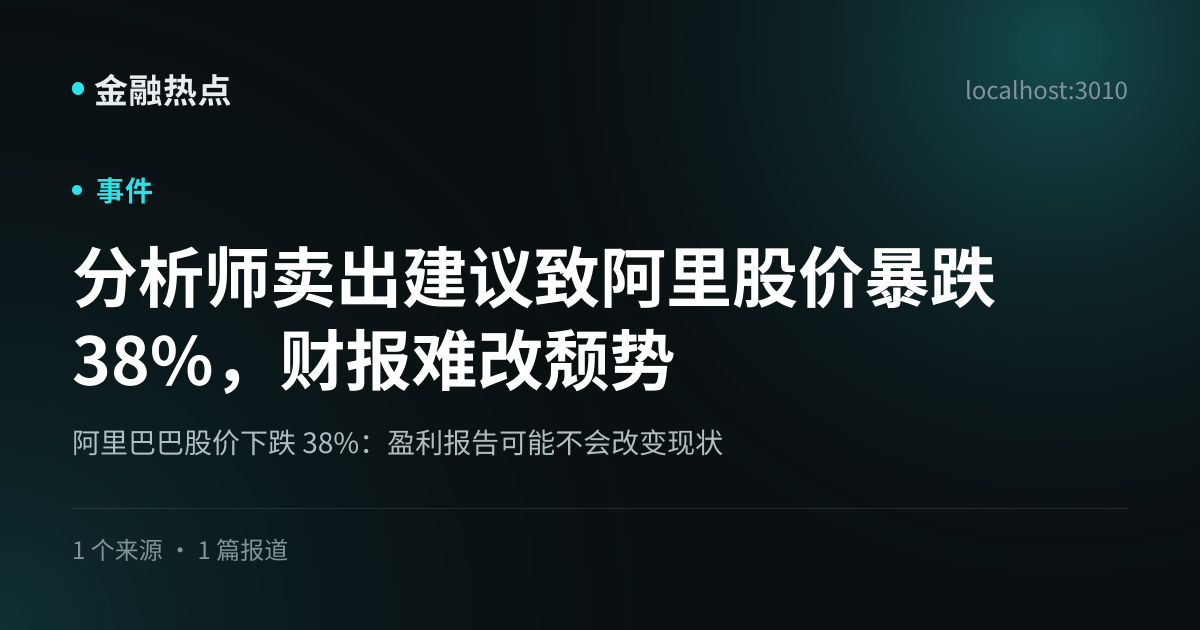 金融热点
localhost:3010
事件
分析师卖出建议致阿里股价暴跌
38%，财报难改颓势
阿里巴巴股价下跌 38%：盈利报告可能不会改变现状
1 个来源 · 1 篇报道